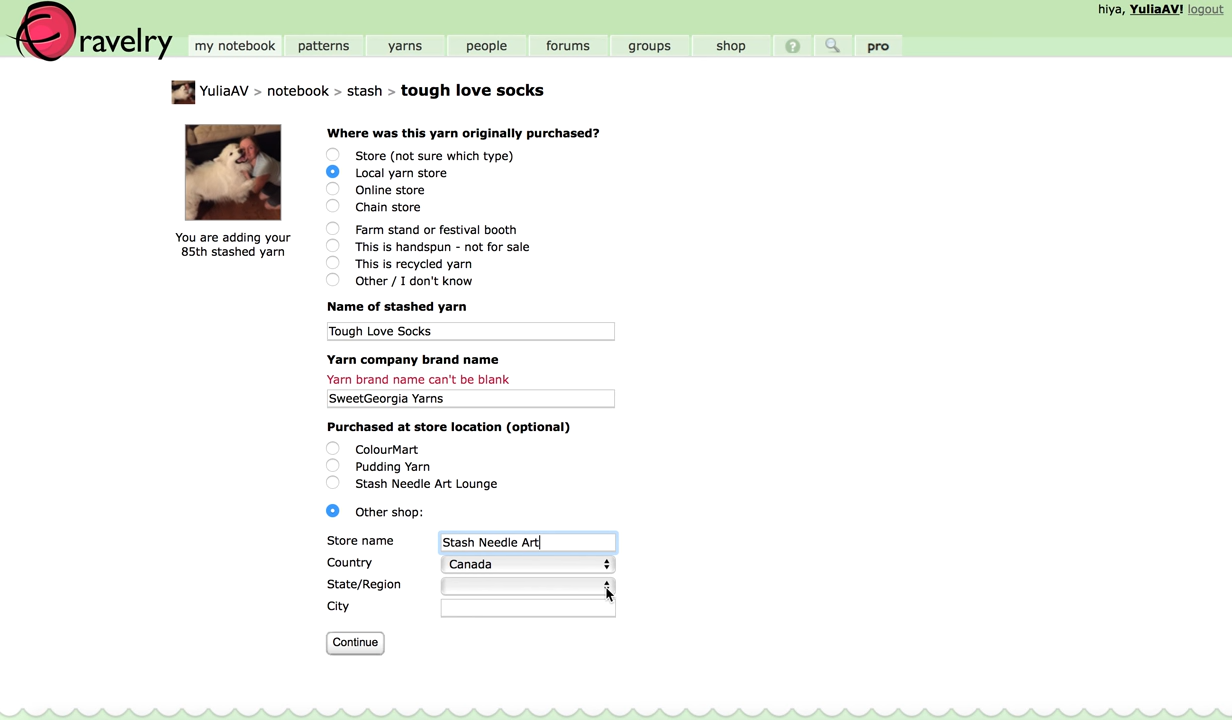 hiya, YuliaAV! logout
ravelry
my notebook patterns yarns people forums groups shop ? pro
YuliaAV > notebook > stash > tough love socks
You are adding your
85th stashed yarn
Where was this yarn originally purchased?
Store (not sure which type)
Local yarn store
Online store
Chain store
Farm stand or festival booth
This is handspun - not for sale
This is recycled yarn
Other / I don't know
Name of stashed yarn
Tough Love Socks
Yarn company brand name
Yarn brand name can't be blank
SweetGeorgia Yarns
Purchased at store location (optional)
ColourMart
Pudding Yarn
Stash Needle Art Lounge
Other shop:
Store name Stash Needle Art
Country Canada
State/Region
City
Continue